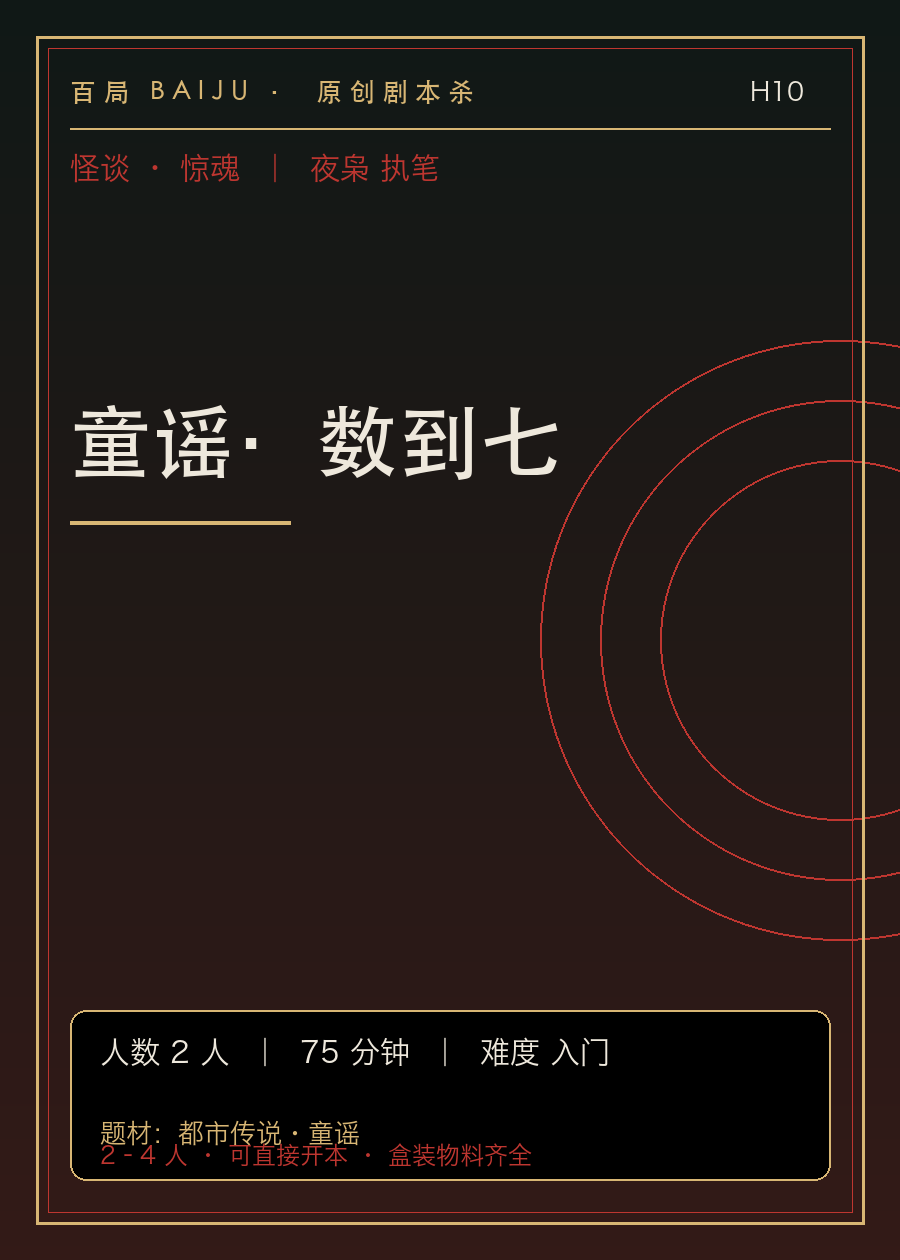 百局 BAIJU · 原创剧本杀 H10
怪谈 · 惊魂 | 夜枭 执笔
童谣· 数到七
人数 2 人 | 75 分钟 | 难度 入门
题材: 都市传说 · 童谣
2-4 人 · 可直接开本 · 盒装物料齐全